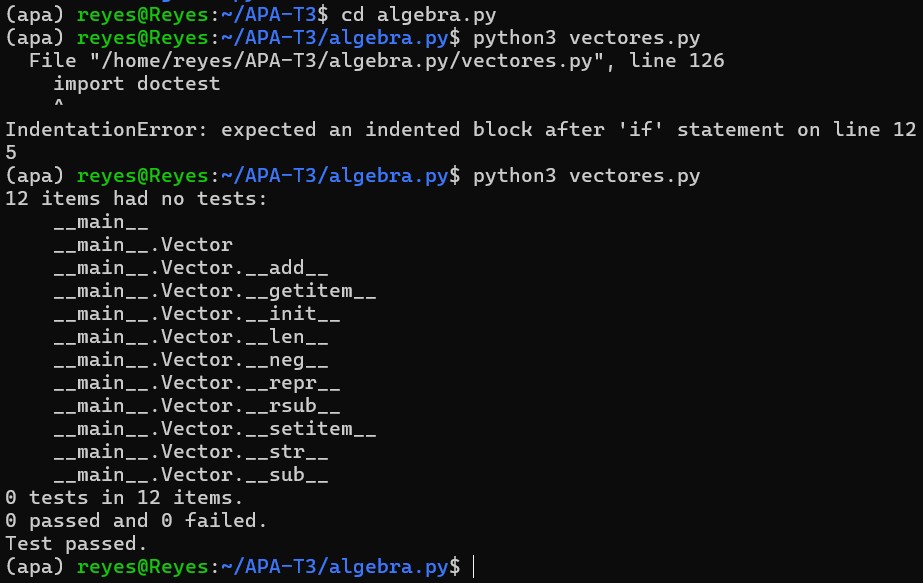 (apa) reyes@Reyes:~/APA-T3$ cd algebra.py
(apa) reyes@Reyes:~/APA-T3/algebra.py$ python3 vectores.py
  File "/home/reyes/APA-T3/algebra.py/vectores.py", line 126
    import doctest
    ^
IndentationError: expected an indented block after 'if' statement on line 12
5
(apa) reyes@Reyes:~/APA-T3/algebra.py$ python3 vectores.py
12 items had no tests:
    __main__
    __main__.Vector
    __main__.Vector.__add__
    __main__.Vector.__getitem__
    __main__.Vector.__init__
    __main__.Vector.__len__
    __main__.Vector.__neg__
    __main__.Vector.__repr__
    __main__.Vector.__rsub__
    __main__.Vector.__setitem__
    __main__.Vector.__str__
    __main__.Vector.__sub__
0 tests in 12 items.
0 passed and 0 failed.
Test passed.
(apa) reyes@Reyes:~/APA-T3/algebra.py$